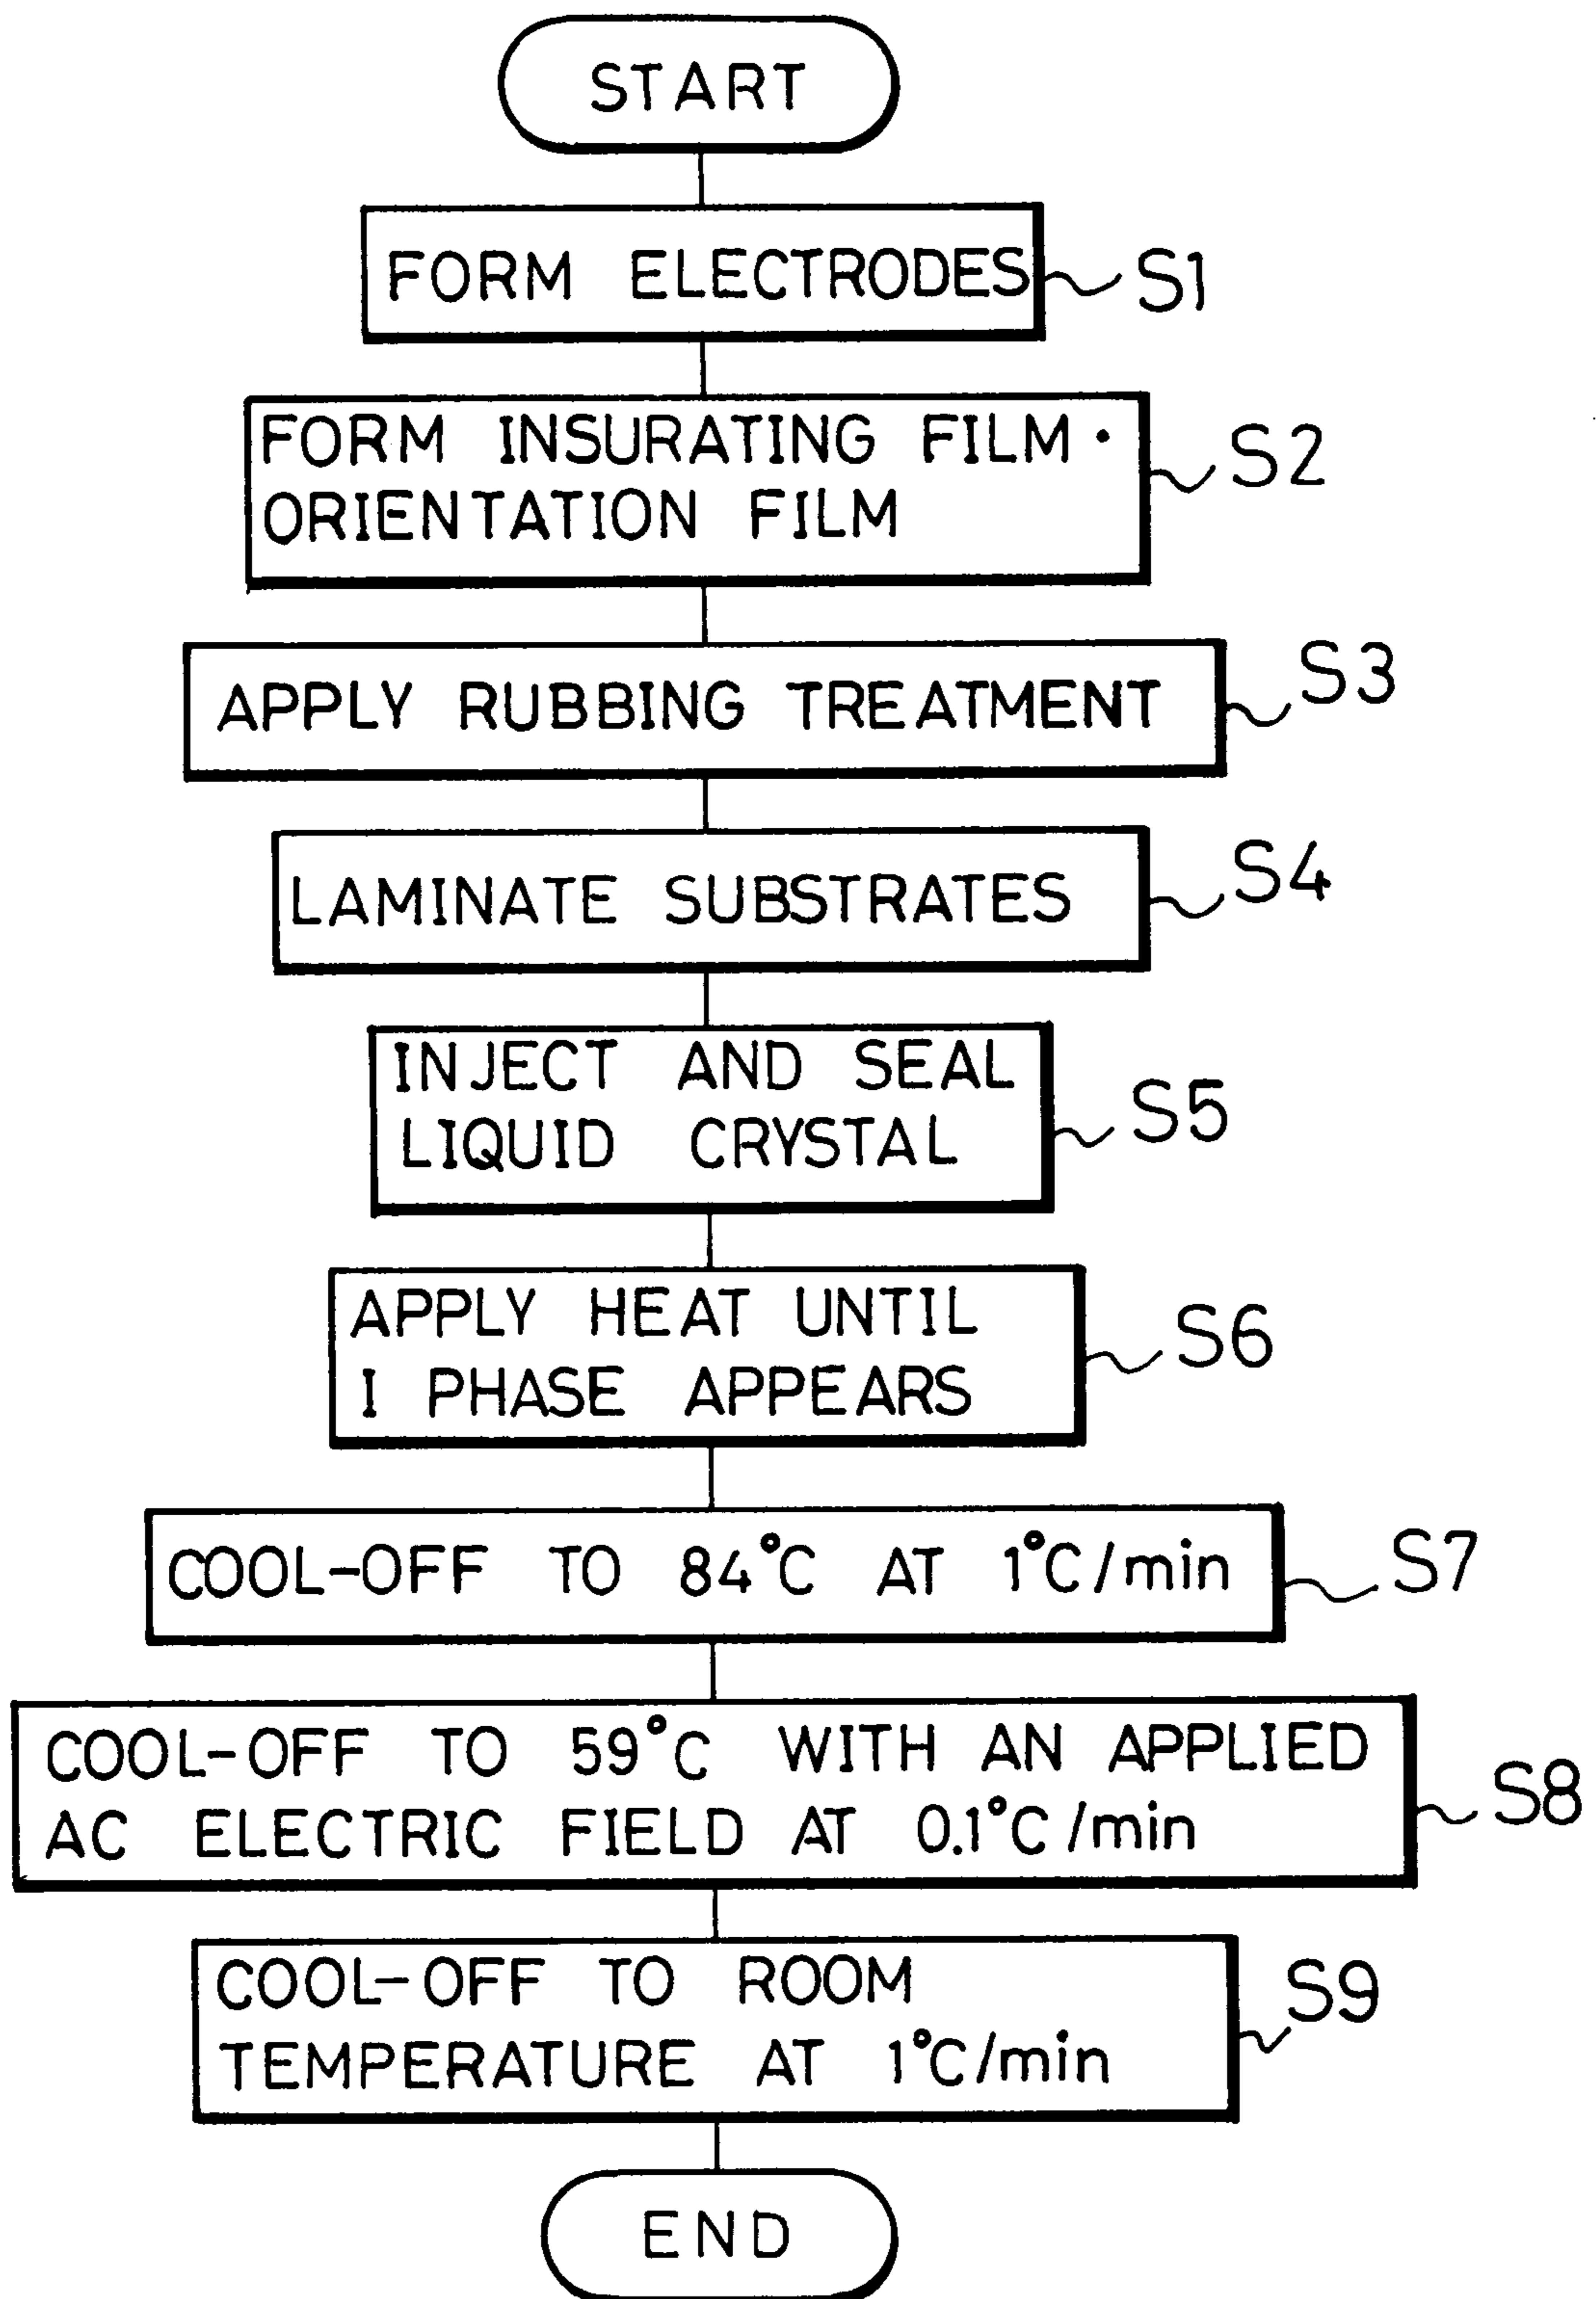 START
FORM ELECTRODES
S1
FORM INSURATING FILM・
ORIENTATION FILM
S2
APPLY RUBBING TREATMENT
S3
LAMINATE SUBSTRATES
S4
INJECT AND SEAL
LIQUID CRYSTAL
S5
APPLY HEAT UNTIL
I PHASE APPEARS
S6
COOL-OFF TO 84°C AT 1°C/min
S7
COOL-OFF TO 59°C WITH AN APPLIED
AC ELECTRIC FIELD AT 0.1°C/min
S8
COOL-OFF TO ROOM
TEMPERATURE AT 1°C/min
S9
END